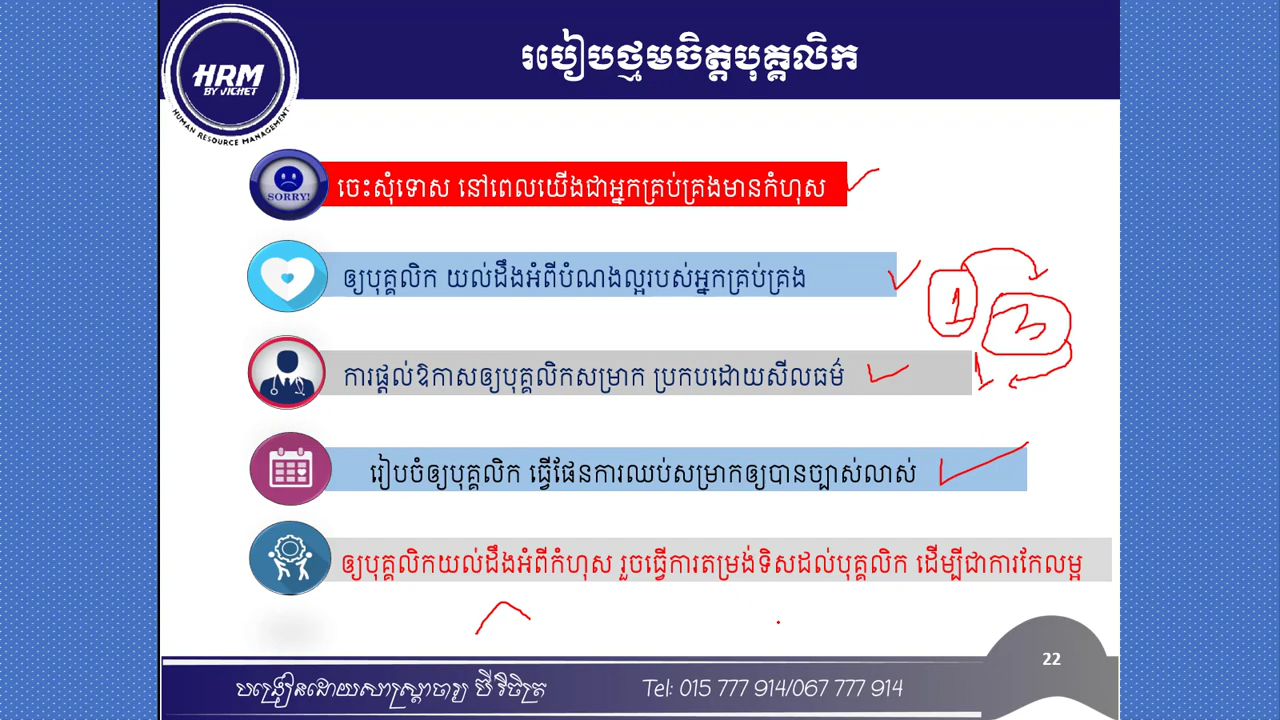 របៀបថ្មមចិត្តបុគ្គលិក
HRM
BY VICHET
HUMAN RESOURCE MANAGEMENT
SORRY!
ចេះសុំទោស នៅពេលយើងជាអ្នកគ្រប់គ្រងមានកំហុស
ឲ្យបុគ្គលិក យល់ដឹងអំពីបំណងល្អរបស់អ្នកគ្រប់គ្រង
1
3
1
ការផ្តល់ឱកាសឲ្យបុគ្គលិកសម្រាក ប្រកបដោយសីលធម៌
រៀបចំឲ្យបុគ្គលិក ធ្វើផែនការឈប់សម្រាកឲ្យបានច្បាស់លាស់
ឲ្យបុគ្គលិកយល់ដឹងអំពីកំហុស រួចធ្វើការតម្រង់ទិសដល់បុគ្គលិក ដើម្បីជាការកែលម្អ
22
បង្រៀនដោយសាស្ត្រាចារ្យ ជី វិចិត្រ
Tel: 015 777 914/067 777 914